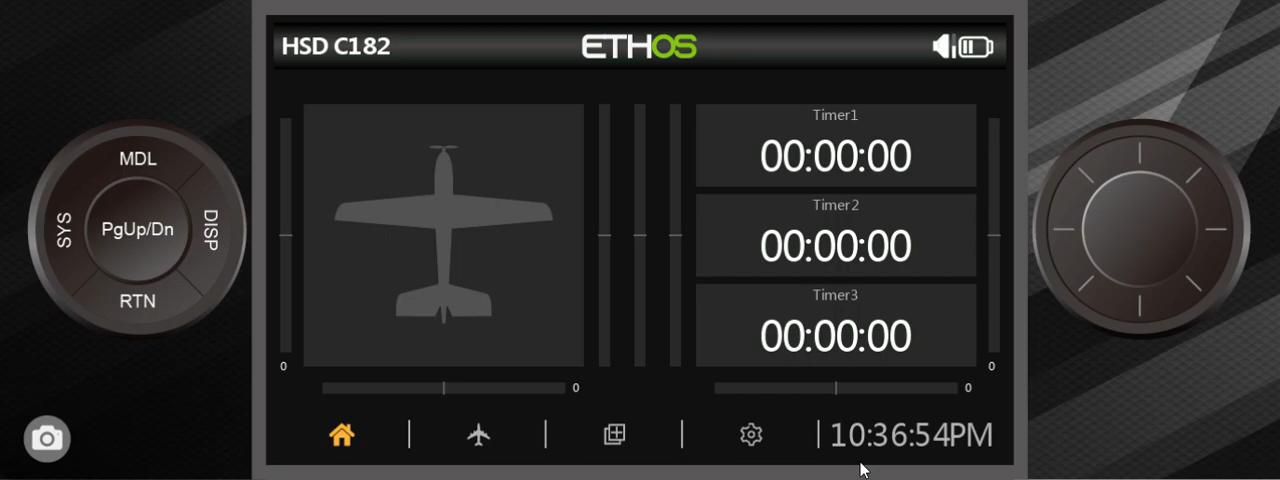 HSD C182
ETHOS
MDL
SYS
PgUp/Dn
DISP
RTN
Timer1
00:00:00
Timer2
00:00:00
Timer3
00:00:00
0
0
0
0
10:36:54PM